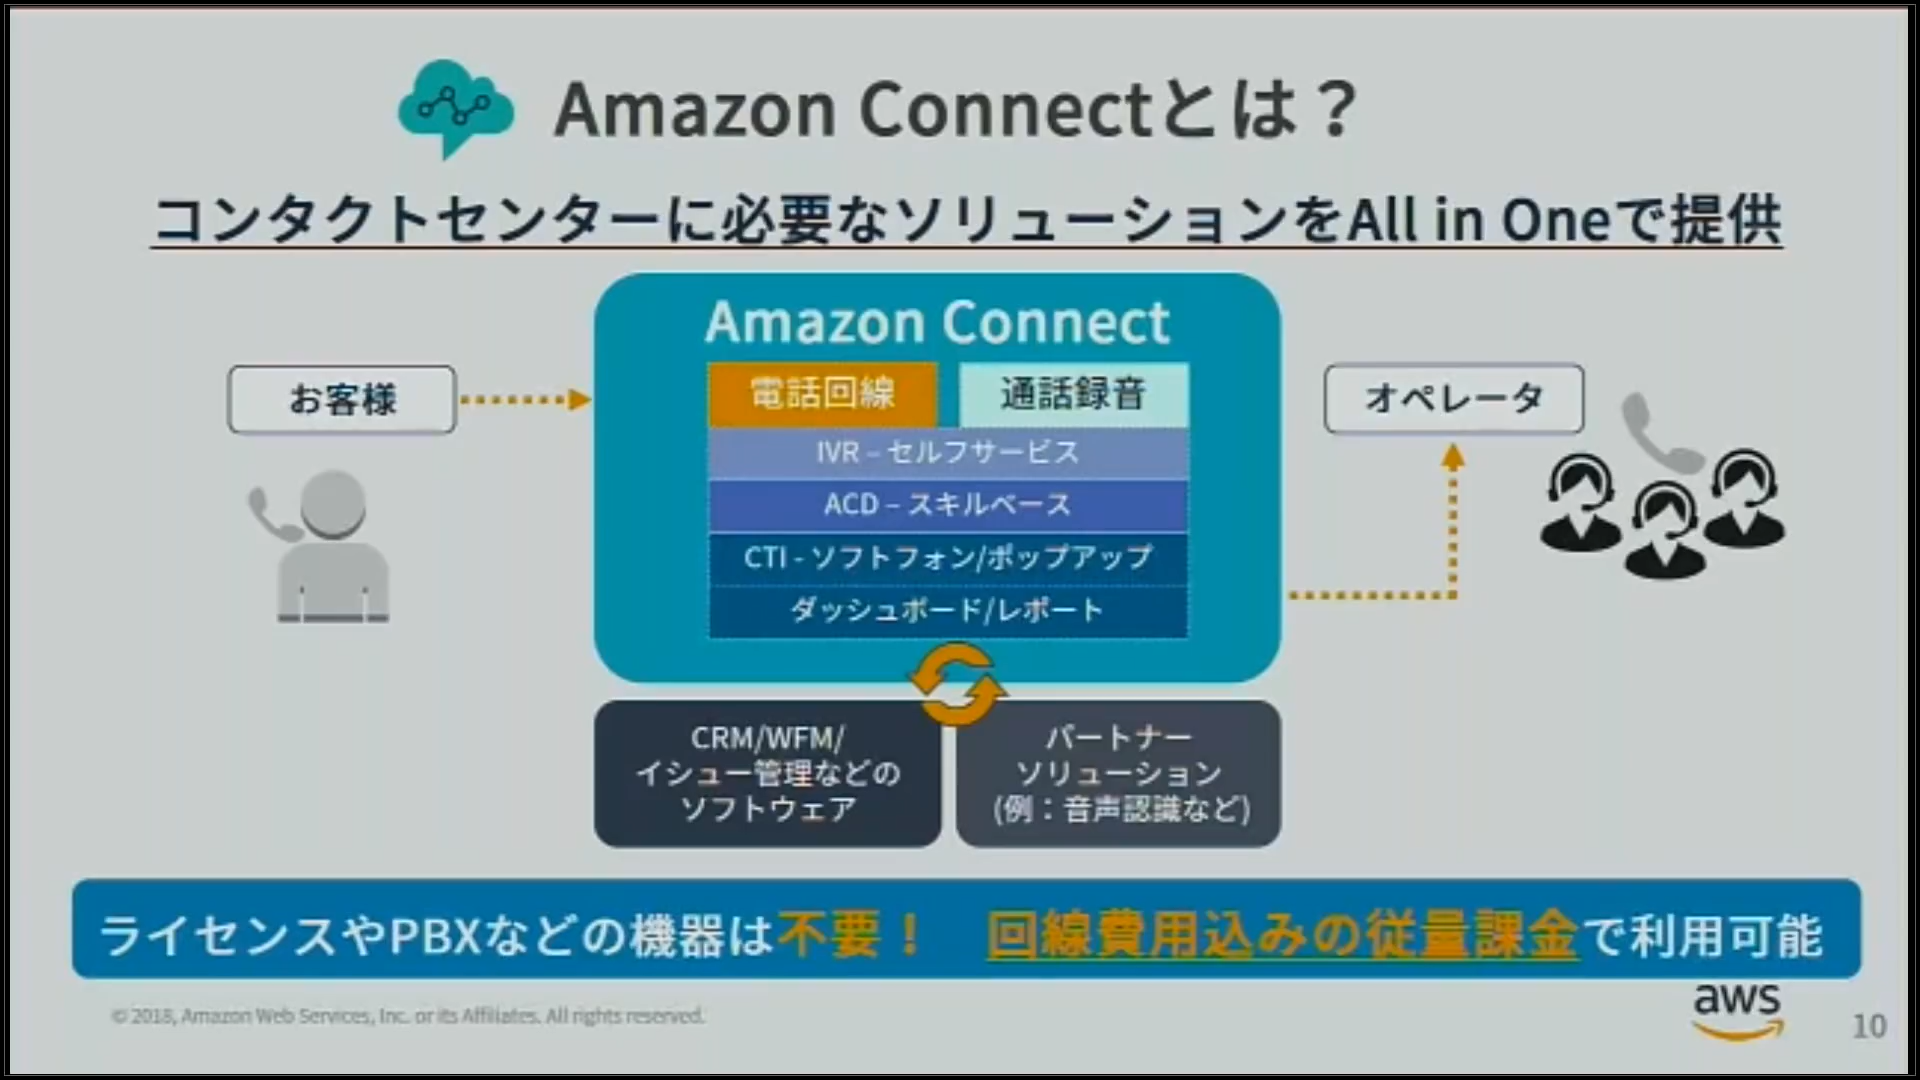 Amazon Connectとは？
コンタクトセンターに必要なソリューションをAll in Oneで提供
Amazon Connect
お客様
電話回線
通話録音
オペレータ
IVR – セルフサービス
ACD – スキルベース
CTI - ソフトフォン/ポップアップ
ダッシュボード/レポート
CRM/WFM/
イシュー管理などの
ソフトウェア
パートナー
ソリューション
(例：音声認識など)
ライセンスやPBXなどの機器は不要！　回線費用込みの従量課金で利用可能
© 2018, Amazon Web Services, Inc. or its Affiliates. All rights reserved.
aws
10